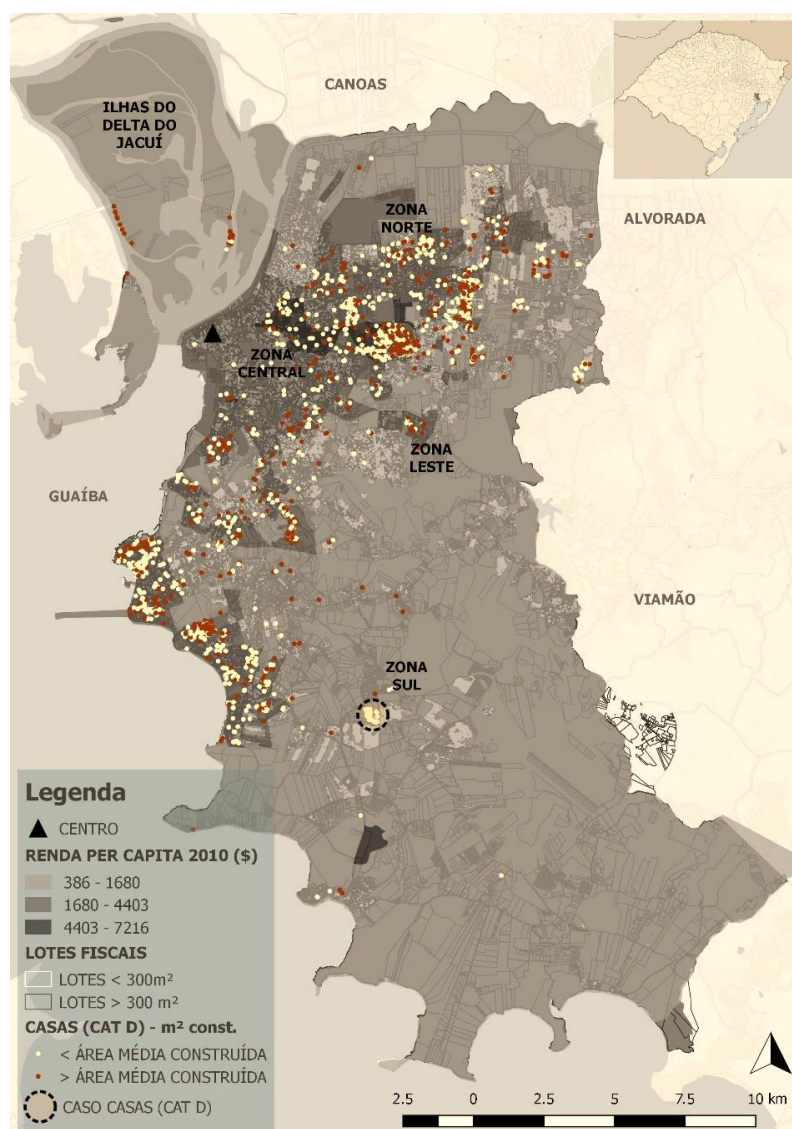 CANOAS
ILHAS DO
DELTA DO
JACUÍ
ZONA
NORTE
ALVORADA
ZONA
CENTRAL
ZONA
LESTE
GUAÍBA
VIAMÃO
ZONA
SUL
Legenda
CENTRO
RENDA PER CAPITA 2010 ($)
386 - 1680
1680 - 4403
4403 - 7216
LOTES FISCAIS
LOTES < 300m²
LOTES > 300 m²
CASAS (CAT D) - m² const.
< ÁREA MÉDIA CONSTRUÍDA
> ÁREA MÉDIA CONSTRUÍDA
CASO CASAS (CAT D)
2.5 0 2.5 5 7.5 10 km